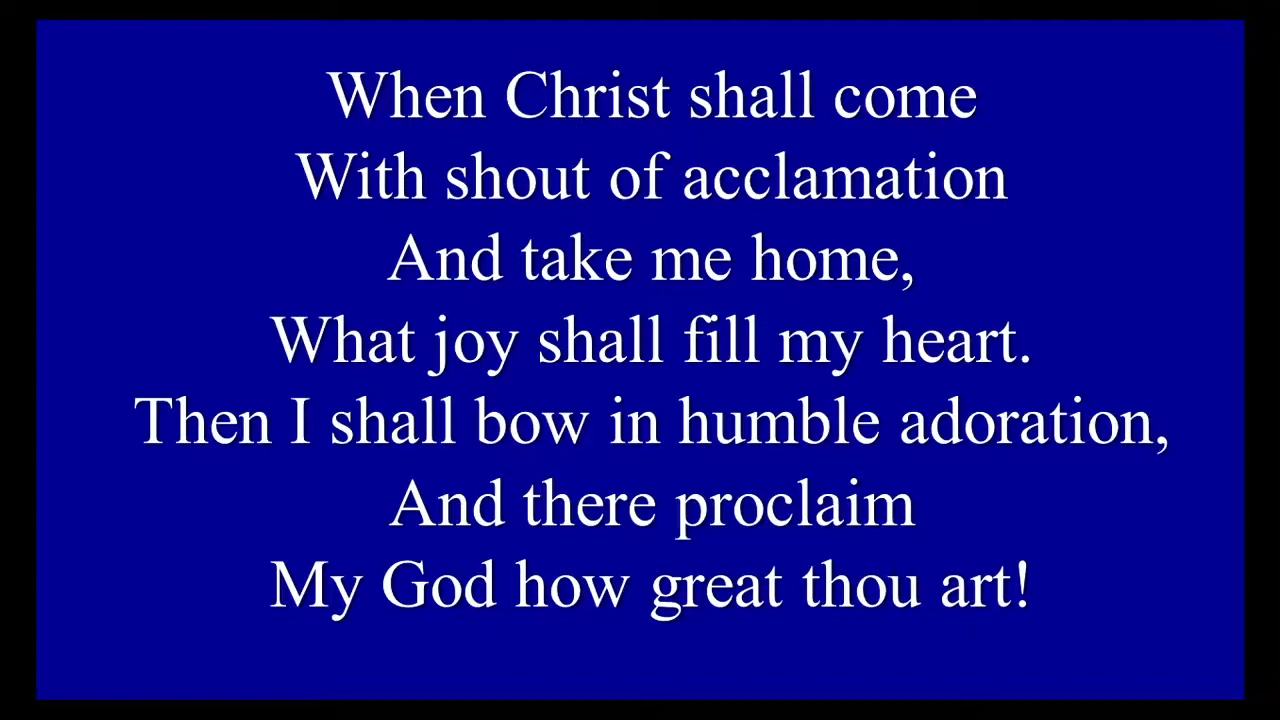 When Christ shall come
With shout of acclamation
And take me home,
What joy shall fill my heart.
Then I shall bow in humble adoration,
And there proclaim
My God how great thou art!